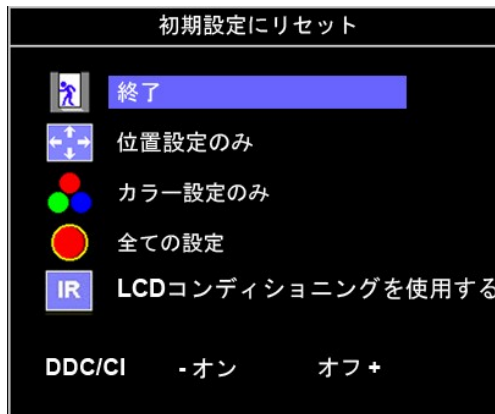 初期設定にリセット
終了
位置設定のみ
カラー設定のみ
全ての設定
IR LCDコンディショニングを使用する
DDC/CI - オン オフ +